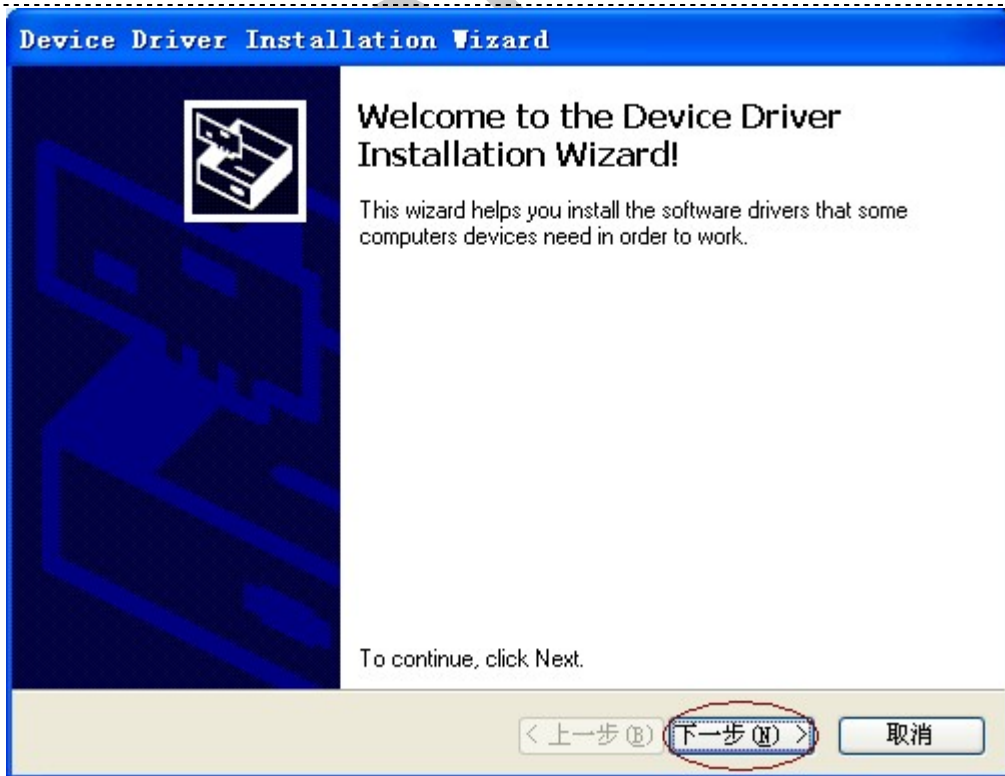 Device Driver Installation Wizard
Welcome to the Device Driver
Installation Wizard!
This wizard helps you install the software drivers that some
computers devices need in order to work.
To continue, click Next.
< 上一步(B) 下一步(N) > 取消